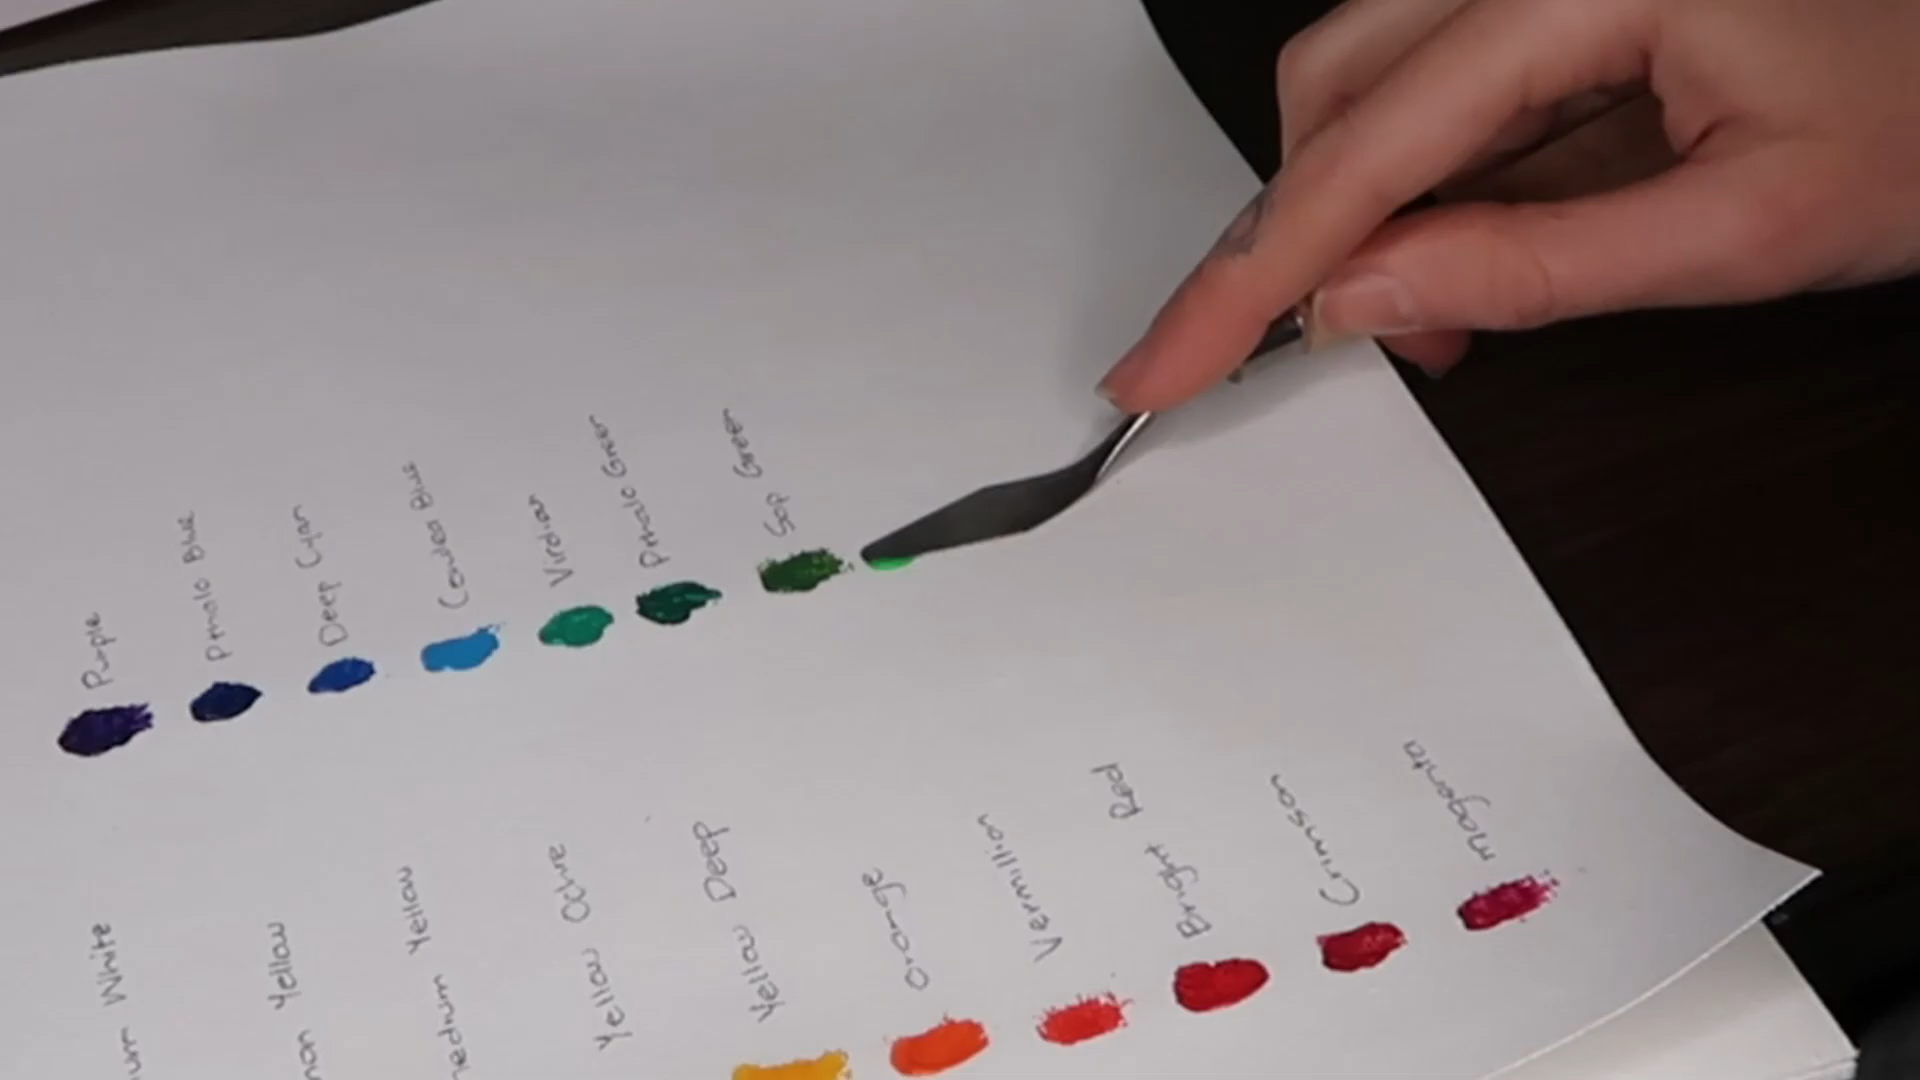 Purple
Pthalo Blue
Deep Cyan
Cerulea Blue
Viridian
Pthalo Green
Sap Green
White
Yellow
medium Yellow
Yellow Ochre
Yellow Deep
Orange
Vermillion
Bright Red
Crimson
magenta